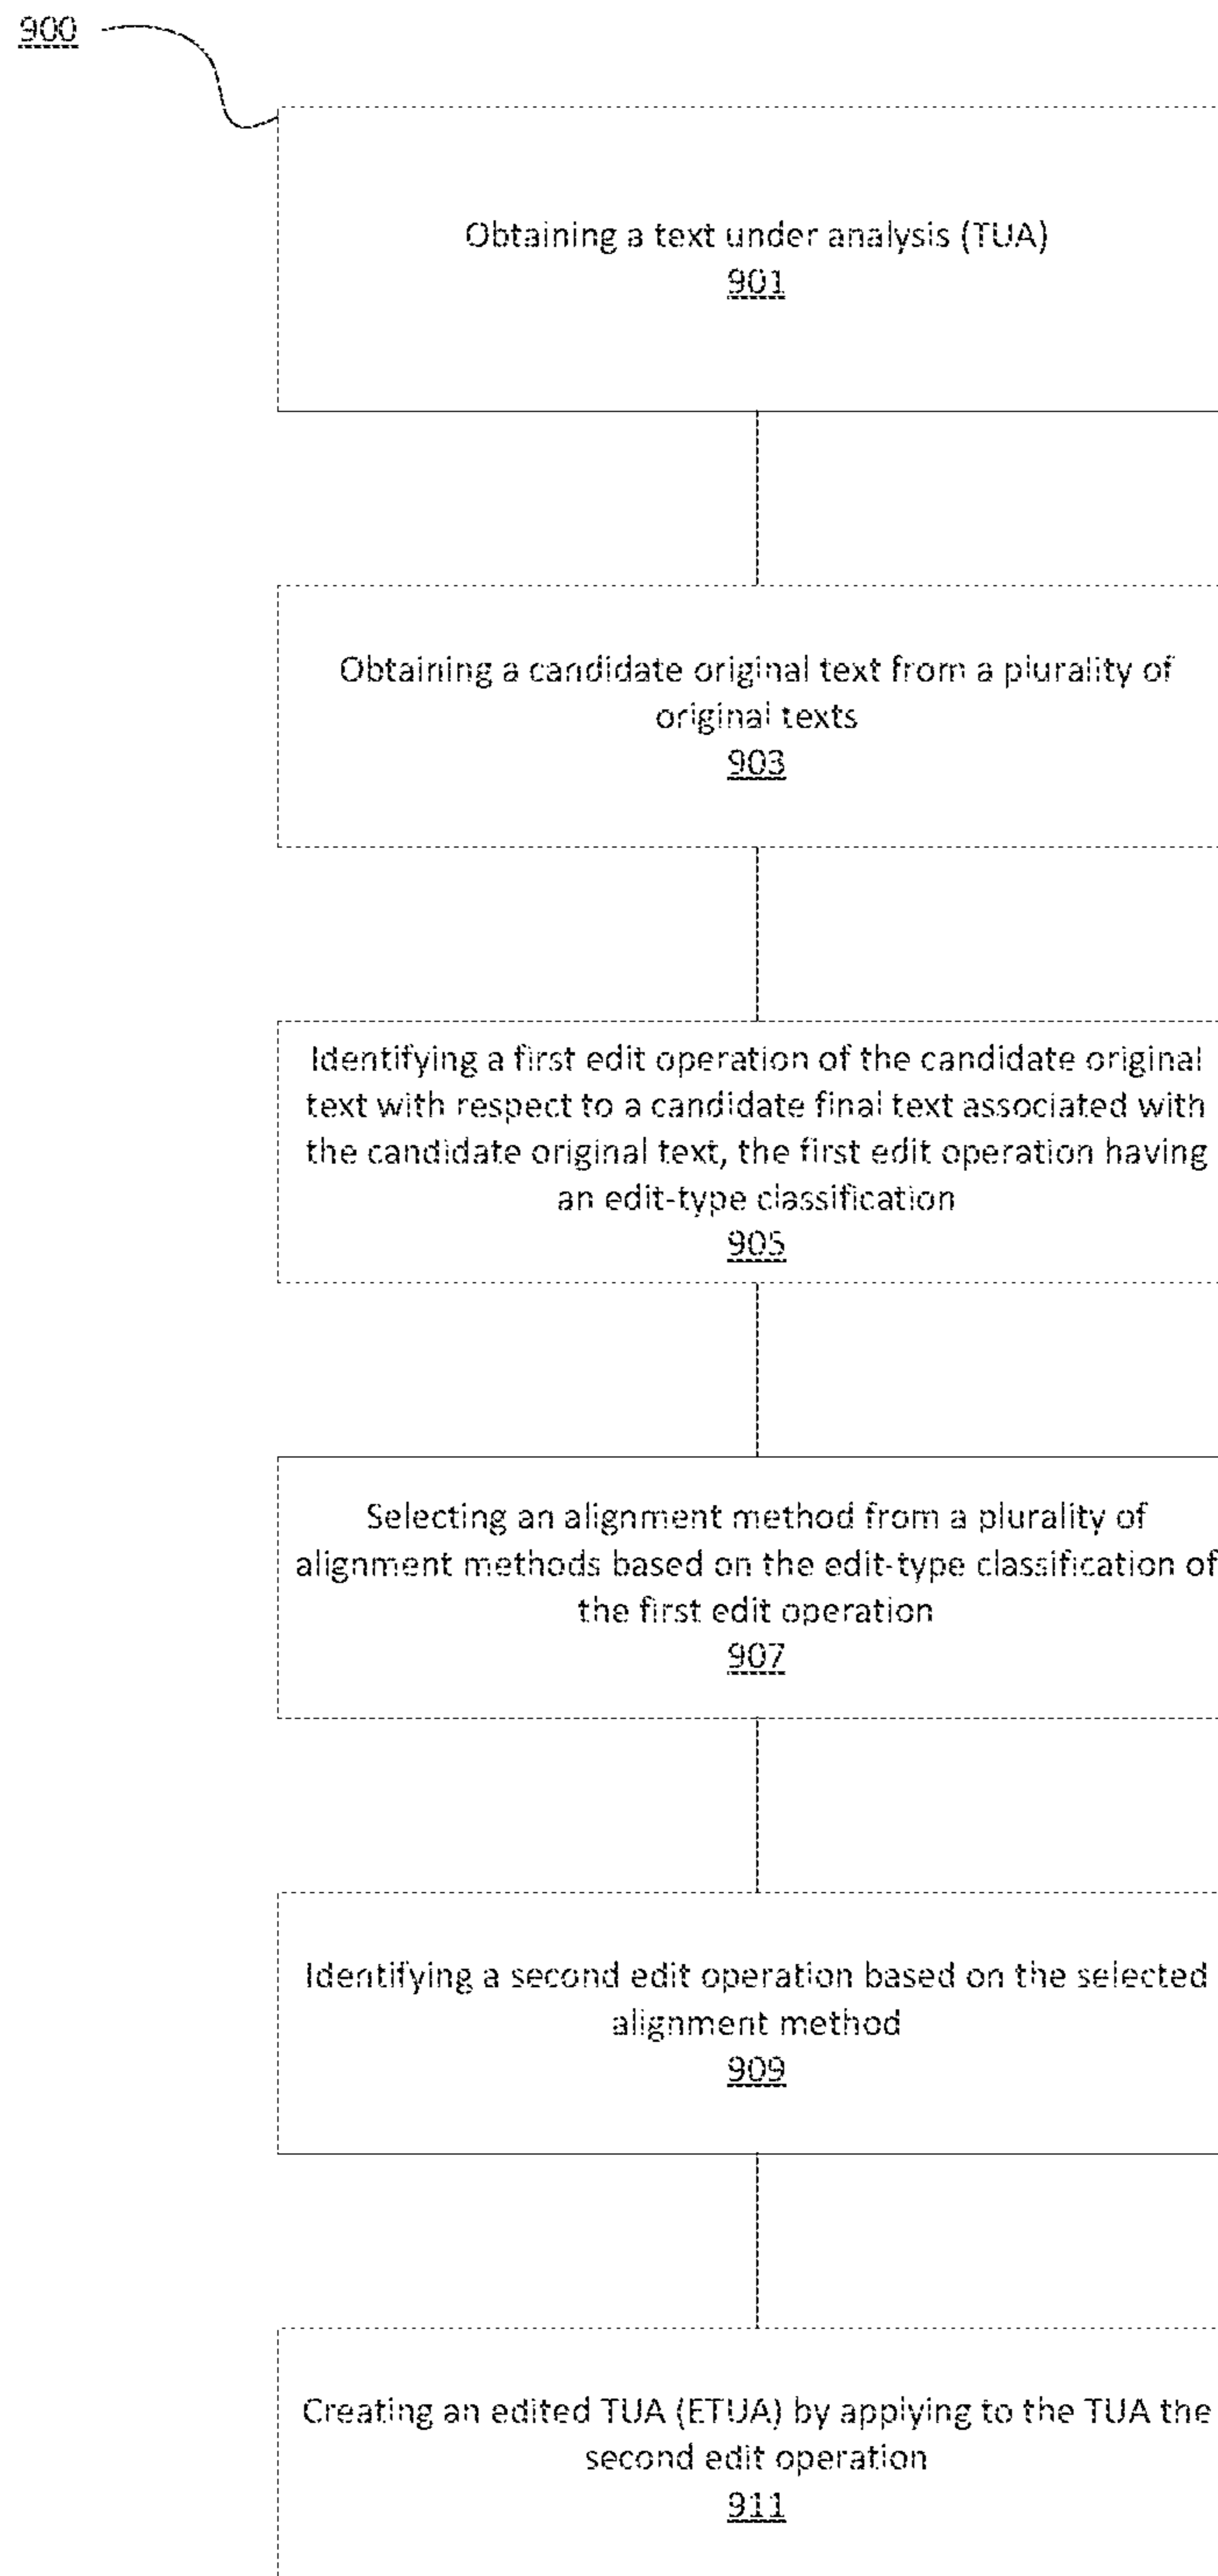 900
Obtaining a text under analysis (TUA)
901
Obtaining a candidate original text from a plurality of
original texts
903
Identifying a first edit operation of the candidate original
text with respect to a candidate final text associated with
the candidate original text, the first edit operation having
an edit-type classification
905
Selecting an alignment method from a plurality of
alignment methods based on the edit-type classification of
the first edit operation
907
Identifying a second edit operation based on the selected
alignment method
909
Creating an edited TUA (ETUA) by applying to the TUA the
second edit operation
911